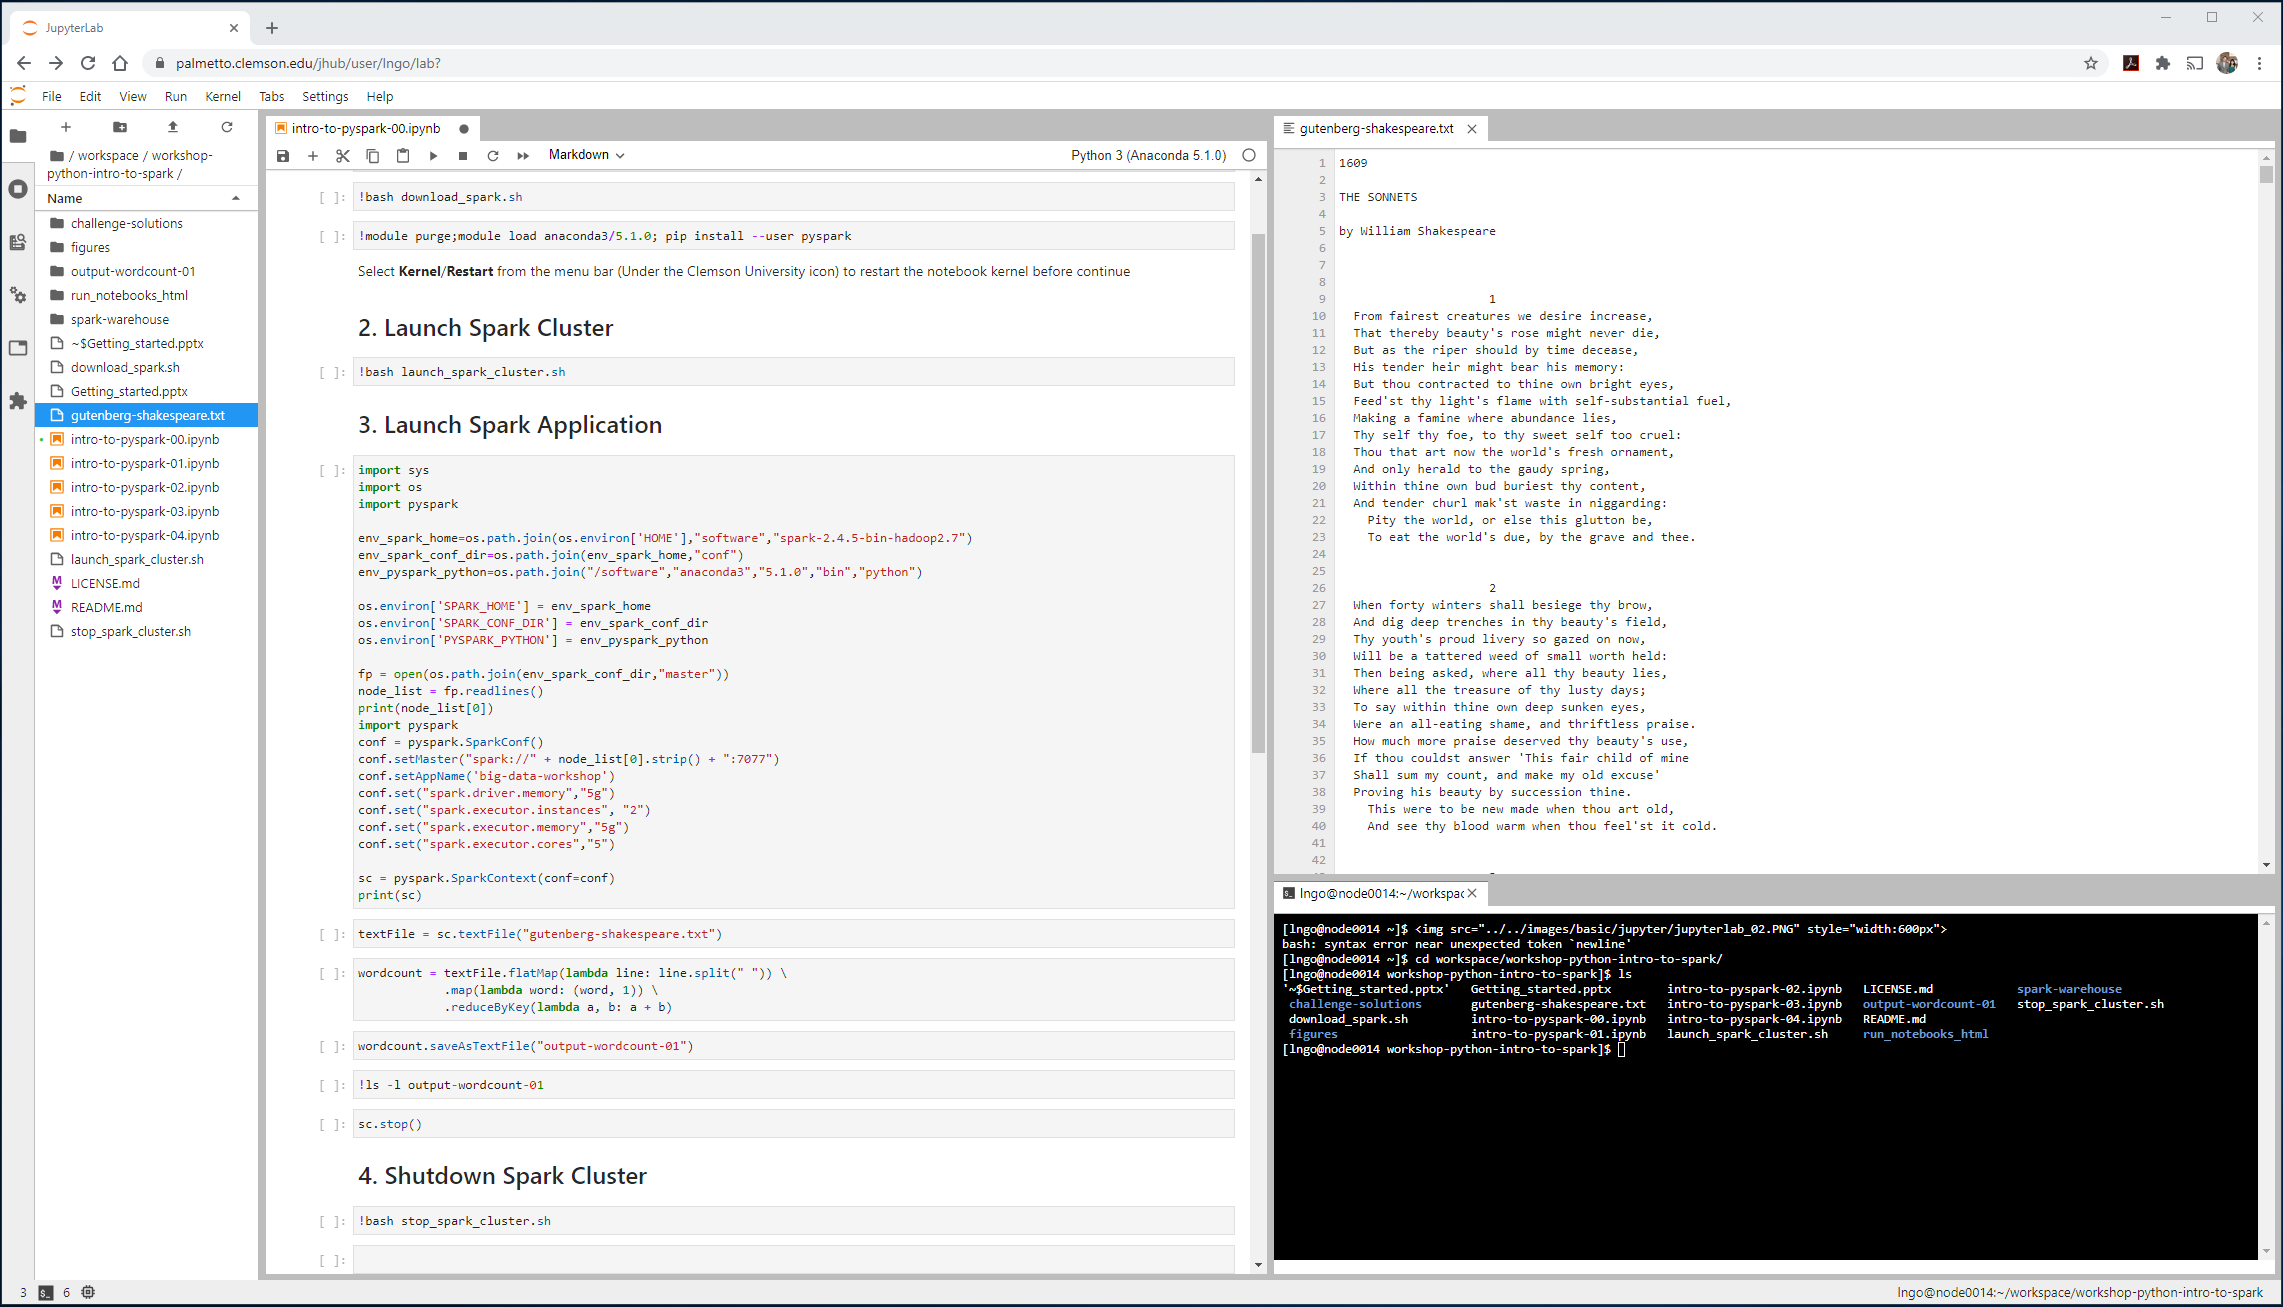 JupyterLab
palmetto.clemson.edu/jhub/user/lngo/lab?
File Edit View Run Kernel Tabs Settings Help
/ workspace / workshop-
python-intro-to-spark /
Name
challenge-solutions
figures
output-wordcount-01
run_notebooks_html
spark-warehouse
~$Getting_started.pptx
download_spark.sh
Getting_started.pptx
gutenberg-shakespeare.txt
intro-to-pyspark-00.ipynb
intro-to-pyspark-01.ipynb
intro-to-pyspark-02.ipynb
intro-to-pyspark-03.ipynb
intro-to-pyspark-04.ipynb
launch_spark_cluster.sh
LICENSE.md
README.md
stop_spark_cluster.sh
intro-to-pyspark-00.ipynb
Markdown
Python 3 (Anaconda 5.1.0)
[ ]: !bash download_spark.sh
[ ]: !module purge;module load anaconda3/5.1.0; pip install --user pyspark
Select Kernel/Restart from the menu bar (Under the Clemson University icon) to restart the notebook kernel before continue
2. Launch Spark Cluster
[ ]: !bash launch_spark_cluster.sh
3. Launch Spark Application
[ ]: import sys
import os
import pyspark
env_spark_home=os.path.join(os.environ['HOME'],"software","spark-2.4.5-bin-hadoop2.7")
env_spark_conf_dir=os.path.join(env_spark_home,"conf")
env_pyspark_python=os.path.join("/software","anaconda3","5.1.0","bin","python")
os.environ['SPARK_HOME'] = env_spark_home
os.environ['SPARK_CONF_DIR'] = env_spark_conf_dir
os.environ['PYSPARK_PYTHON'] = env_pyspark_python
fp = open(os.path.join(env_spark_conf_dir,"master"))
node_list = fp.readlines()
print(node_list[0])
import pyspark
conf = pyspark.SparkConf()
conf.setMaster("spark://" + node_list[0].strip() + ":7077")
conf.setAppName('big-data-workshop')
conf.set("spark.driver.memory","5g")
conf.set("spark.executor.instances", "2")
conf.set("spark.executor.memory","5g")
conf.set("spark.executor.cores","5")
sc = pyspark.SparkContext(conf=conf)
print(sc)
[ ]: textFile = sc.textFile("gutenberg-shakespeare.txt")
[ ]: wordcount = textFile.flatMap(lambda line: line.split(" ")) \
.map(lambda word: (word, 1)) \
.reduceByKey(lambda a, b: a + b)
[ ]: wordcount.saveAsTextFile("output-wordcount-01")
[ ]: !ls -l output-wordcount-01
[ ]: sc.stop()
4. Shutdown Spark Cluster
[ ]: !bash stop_spark_cluster.sh
[ ]:
gutenberg-shakespeare.txt
1 1609
2
3 THE SONNETS
4
5 by William Shakespeare
6
7
8
9 1
10 From fairest creatures we desire increase,
11 That thereby beauty's rose might never die,
12 But as the riper should by time decease,
13 His tender heir might bear his memory:
14 But thou contracted to thine own bright eyes,
15 Feed'st thy light's flame with self-substantial fuel,
16 Making a famine where abundance lies,
17 Thy self thy foe, to thy sweet self too cruel:
18 Thou that art now the world's fresh ornament,
19 And only herald to the gaudy spring,
20 Within thine own bud buriest thy content,
21 And tender churl mak'st waste in niggarding:
22 Pity the world, or else this glutton be,
23 To eat the world's due, by the grave and thee.
24
25
26 2
27 When forty winters shall besiege thy brow,
28 And dig deep trenches in thy beauty's field,
29 Thy youth's proud livery so gazed on now,
30 Will be a tattered weed of small worth held:
31 Then being asked, where all thy beauty lies,
32 Where all the treasure of thy lusty days;
33 To say within thine own deep sunken eyes,
34 Were an all-eating shame, and thriftless praise.
35 How much more praise deserved thy beauty's use,
36 If thou couldst answer 'This fair child of mine
37 Shall sum my count, and make my old excuse'
38 Proving his beauty by succession thine.
39 This were to be new made when thou art old,
40 And see thy blood warm when thou feel'st it cold.
41
42
lngo@node0014:~/workspac
[lngo@node0014 ~]$ <img src="../../images/basic/jupyter/jupyterlab_02.PNG" style="width:600px">
bash: syntax error near unexpected token `newline'
[lngo@node0014 ~]$ cd workspace/workshop-python-intro-to-spark/
[lngo@node0014 workshop-python-intro-to-spark]$ ls
'~$Getting_started.pptx' Getting_started.pptx intro-to-pyspark-02.ipynb LICENSE.md spark-warehouse
challenge-solutions gutenberg-shakespeare.txt intro-to-pyspark-03.ipynb output-wordcount-01 stop_spark_cluster.sh
download_spark.sh intro-to-pyspark-00.ipynb intro-to-pyspark-04.ipynb README.md
figures intro-to-pyspark-01.ipynb launch_spark_cluster.sh run_notebooks_html
[lngo@node0014 workshop-python-intro-to-spark]$
3 6
lngo@node0014:~/workspace/workshop-python-intro-to-spark